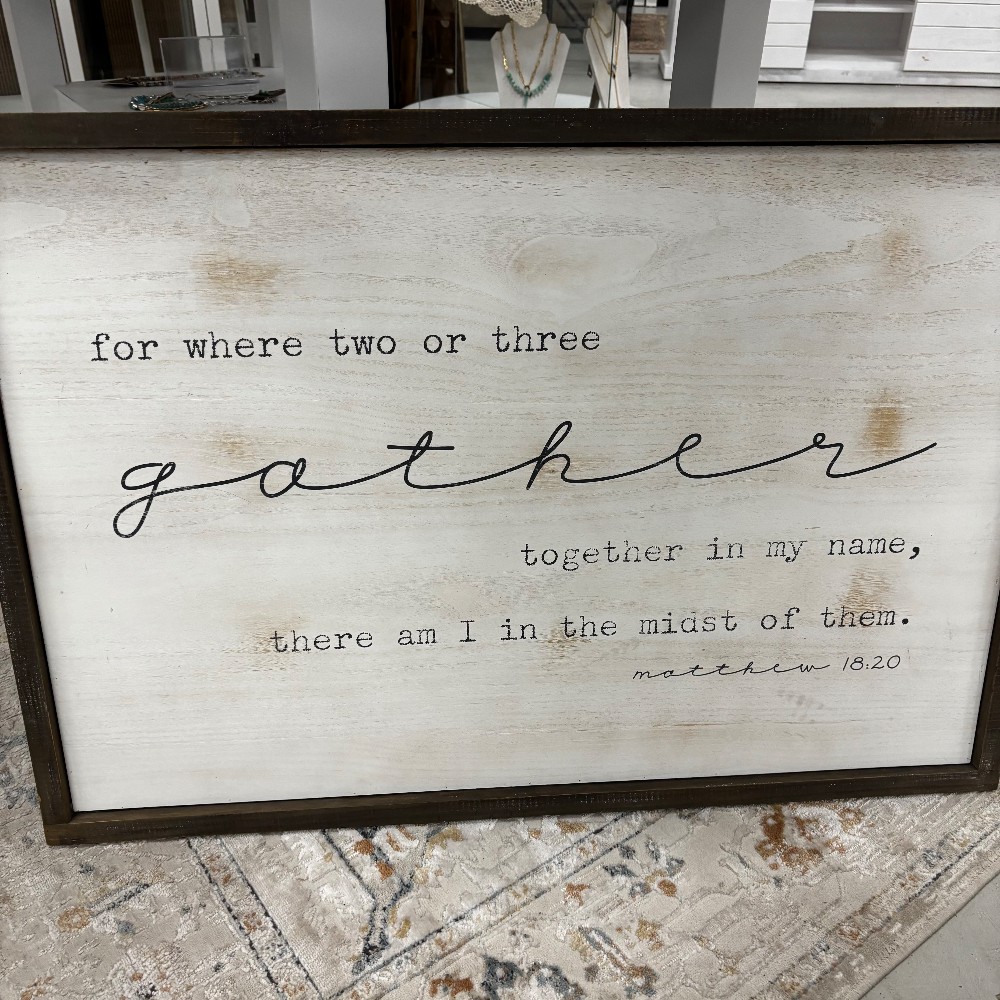 for where two or three
gather
together in my name,
there am I in the midst of them.
matthew 18:20